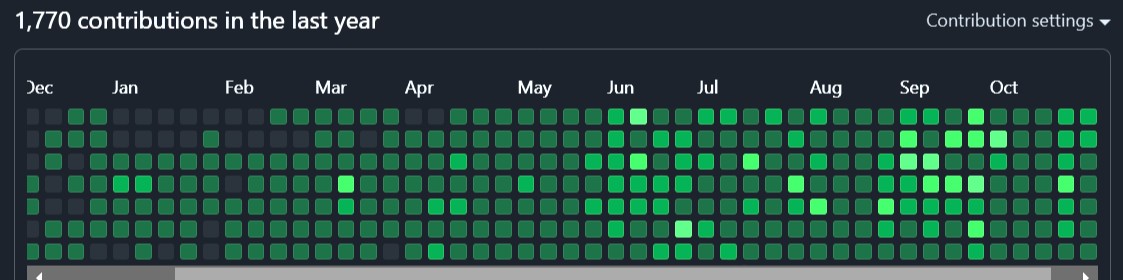 1,770 contributions in the last year
Contribution settings
Dec Jan Feb Mar Apr May Jun Jul Aug Sep Oct